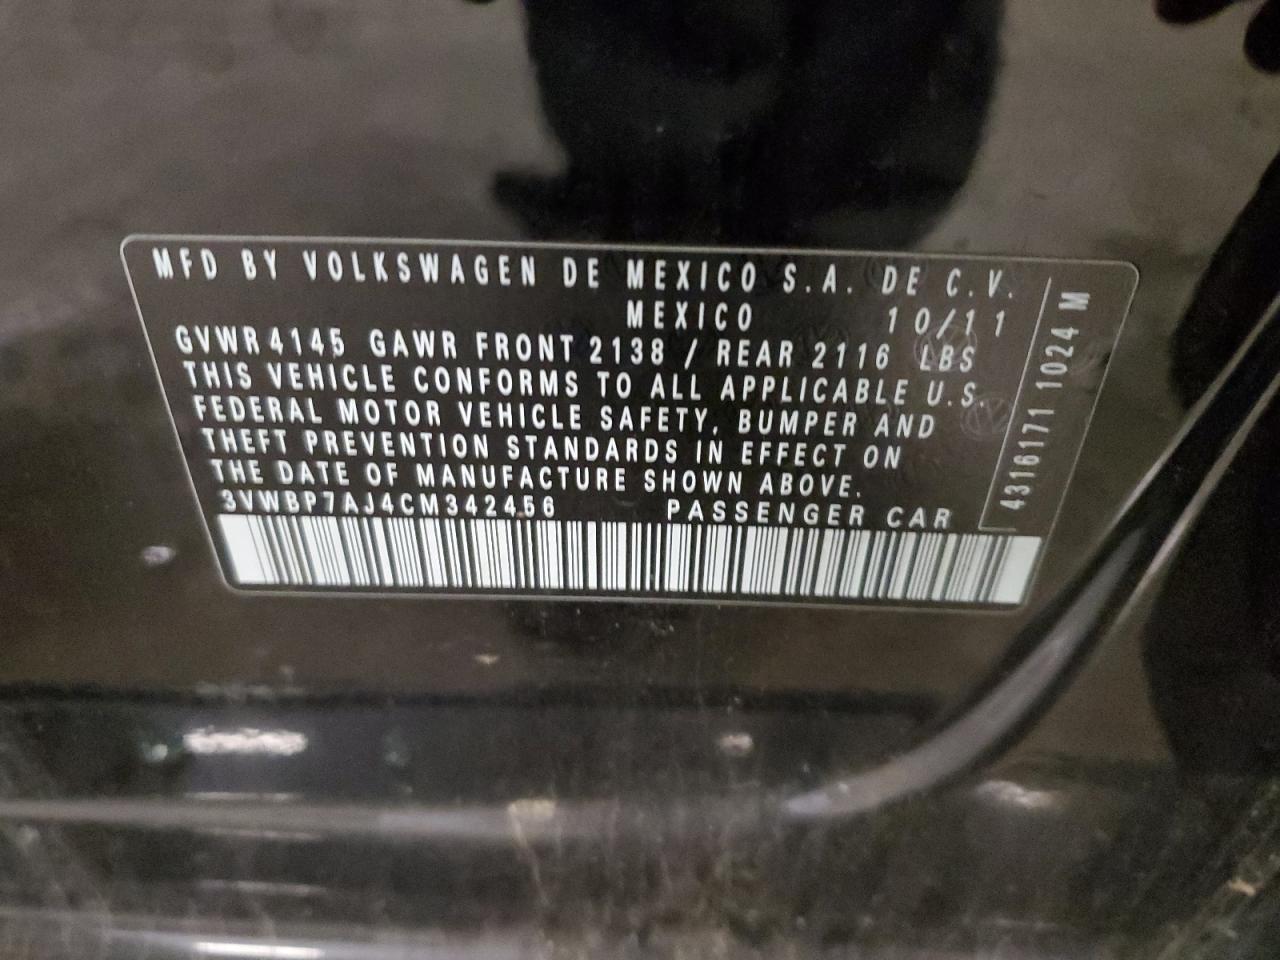 MFD BY VOLKSWAGEN DE MEXICO S.A. DE C.V.
MEXICO 10/11
GVWR 4145 GAWR FRONT 2138 / REAR 2116 LBS
THIS VEHICLE CONFORMS TO ALL APPLICABLE U.S.
FEDERAL MOTOR VEHICLE SAFETY, BUMPER AND
THEFT PREVENTION STANDARDS IN EFFECT ON
THE DATE OF MANUFACTURE SHOWN ABOVE.
3VWBP7AJ4CM342456 PASSENGER CAR
4316171 1024 M